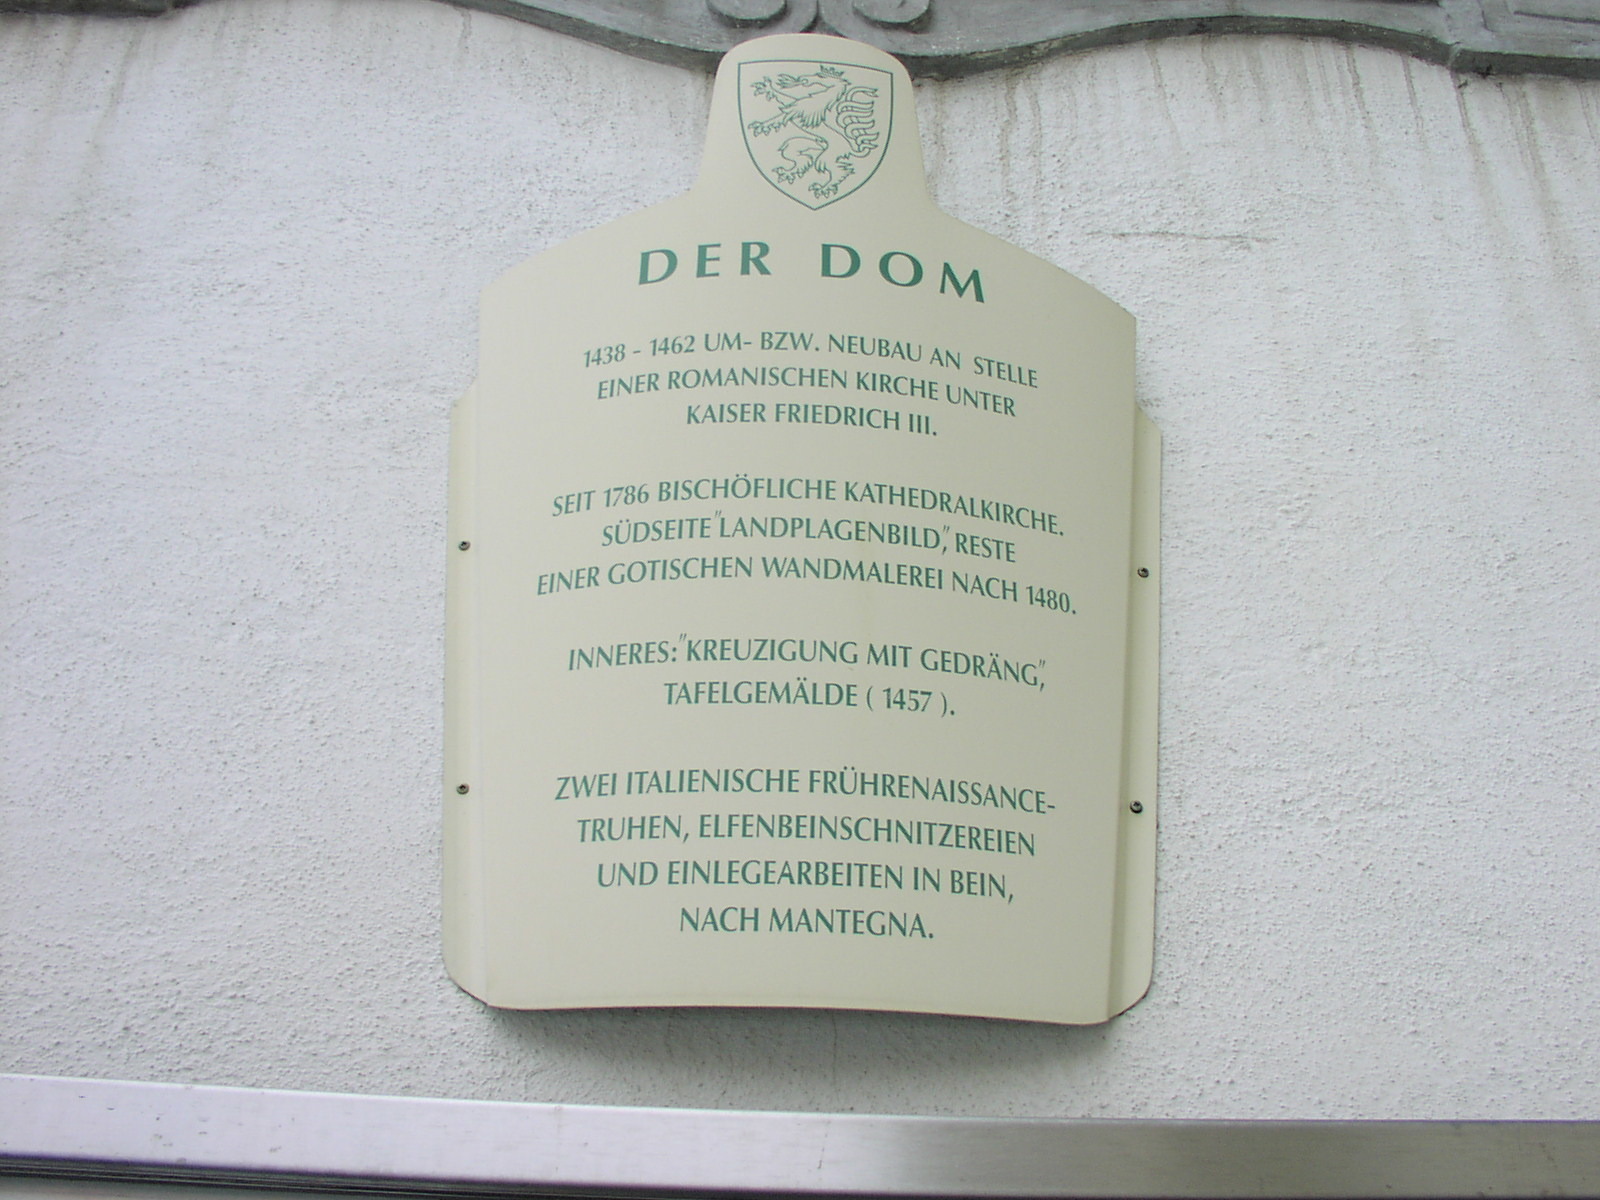 DER DOM
1438 - 1462 UM- BZW. NEUBAU AN STELLE
EINER ROMANISCHEN KIRCHE UNTER
KAISER FRIEDRICH III.
SEIT 1786 BISCHÖFLICHE KATHEDRALKIRCHE.
SÜDSEITE "LANDPLAGENBILD", RESTE
EINER GOTISCHEN WANDMALEREI NACH 1480.
INNERES: "KREUZIGUNG MIT GEDRÄNG",
TAFELGEMÄLDE ( 1457 ).
ZWEI ITALIENISCHE FRÜHRENAISSANCE-
TRUHEN, ELFENBEINSCHNITZEREIEN
UND EINLEGEARBEITEN IN BEIN,
NACH MANTEGNA.